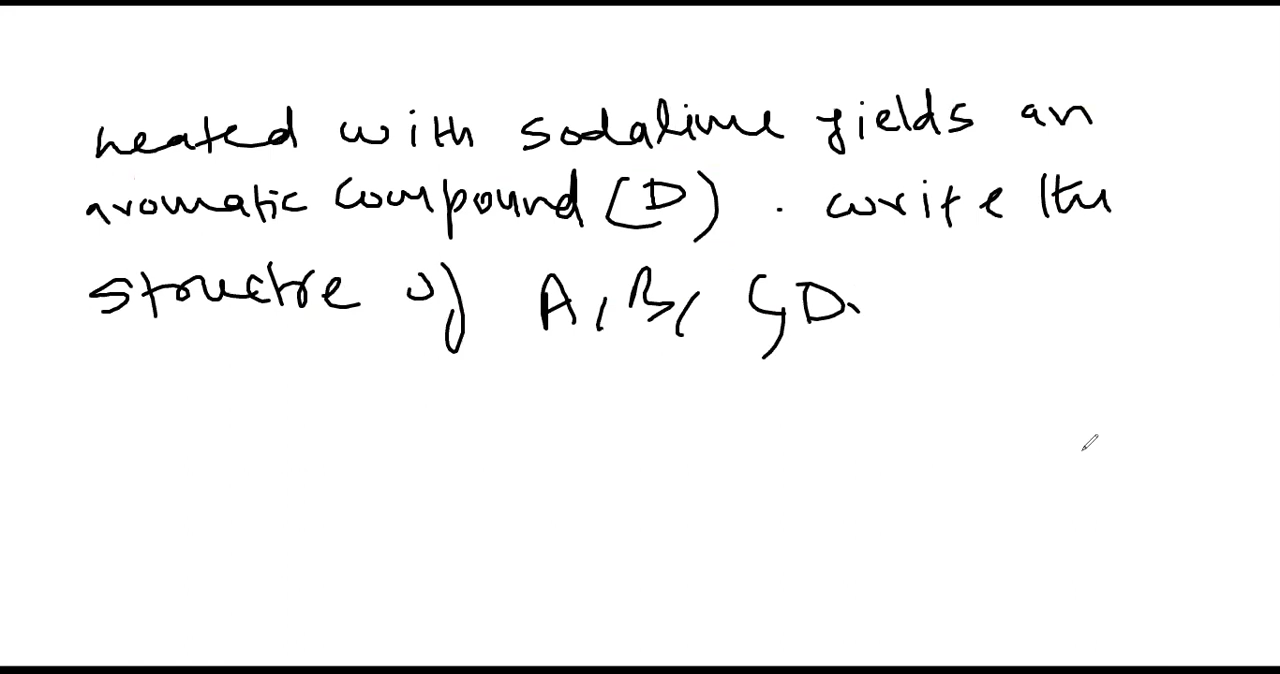 heated with sodalime yields an
aromatic compound (D). write the
structre of A, B, C, D.